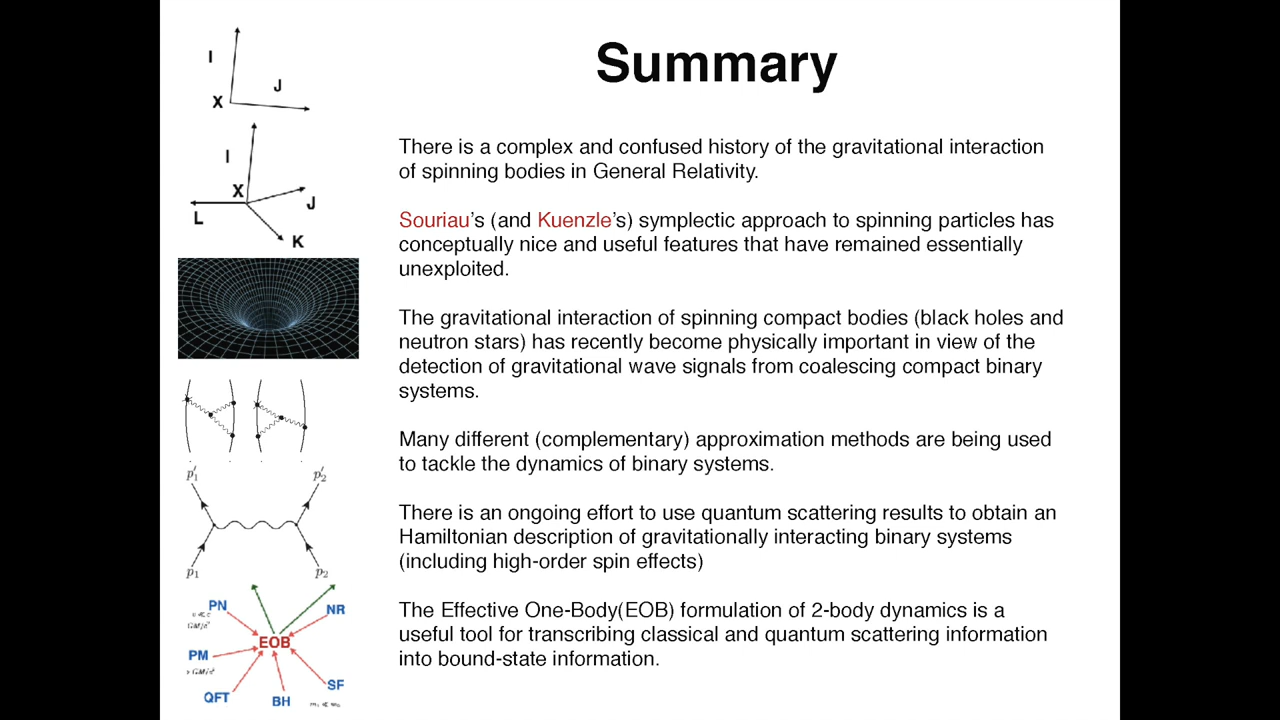 Summary
I
J
X
I
X
J
L
K
There is a complex and confused history of the gravitational interaction
of spinning bodies in General Relativity.
Souriau's (and Kuenzle's) symplectic approach to spinning particles has
conceptually nice and useful features that have remained essentially
unexploited.
The gravitational interaction of spinning compact bodies (black holes and
neutron stars) has recently become physically important in view of the
detection of gravitational wave signals from coalescing compact binary
systems.
Many different (complementary) approximation methods are being used
to tackle the dynamics of binary systems.
p′₁
p′₂
There is an ongoing effort to use quantum scattering results to obtain an
Hamiltonian description of gravitationally interacting binary systems
(including high-order spin effects)
p₁
p₂
PN
NR
EOB
PM
SF
QFT
BH
The Effective One-Body(EOB) formulation of 2-body dynamics is a
useful tool for transcribing classical and quantum scattering information
into bound-state information.